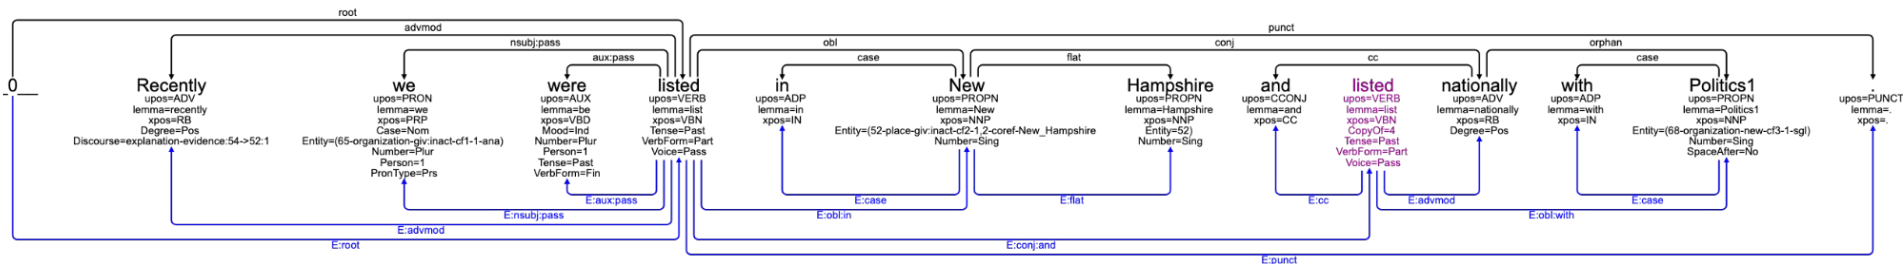 root
advmod punct
nsubj:pass obl conj orphan
aux:pass case flat cc case
_0_ Recently we were listed in New Hampshire and listed nationally with Politics1 .
upos=ADV upos=PRON upos=AUX upos=VERB upos=ADP upos=PROPN upos=PROPN upos=CCONJ upos=VERB upos=ADV upos=ADP upos=PROPN upos=PUNCT
lemma=recently lemma=we lemma=be lemma=list lemma=in lemma=New lemma=Hampshire lemma=and lemma=list lemma=nationally lemma=with lemma=Politics1 lemma=.
xpos=RB xpos=PRP xpos=VBD xpos=VBN xpos=IN xpos=NNP xpos=NNP xpos=CC xpos=VBN xpos=RB xpos=IN xpos=NNP xpos=.
Degree=Pos Case=Nom Mood=Ind Tense=Past Entity=(52-place-giv:inact-cf2-1,2-coref-New_Hampshire Entity=52) CopyOf=4 Degree=Pos Entity=(68-organization-new-cf3-1-sgl)
Discourse=explanation-evidence:54->52:1 Entity=(65-organization-giv:inact-cf1-1-ana) Number=Plur VerbForm=Part Number=Sing Number=Sing Tense=Past Number=Sing
Number=Plur Person=1 Voice=Pass VerbForm=Part SpaceAfter=No
Person=1 Tense=Past Voice=Pass
PronType=Prs VerbForm=Fin
E:aux:pass E:case E:flat E:cc E:advmod E:case
E:nsubj:pass E:obl:in E:obl:with
E:advmod
E:root E:conj:and
E:punct